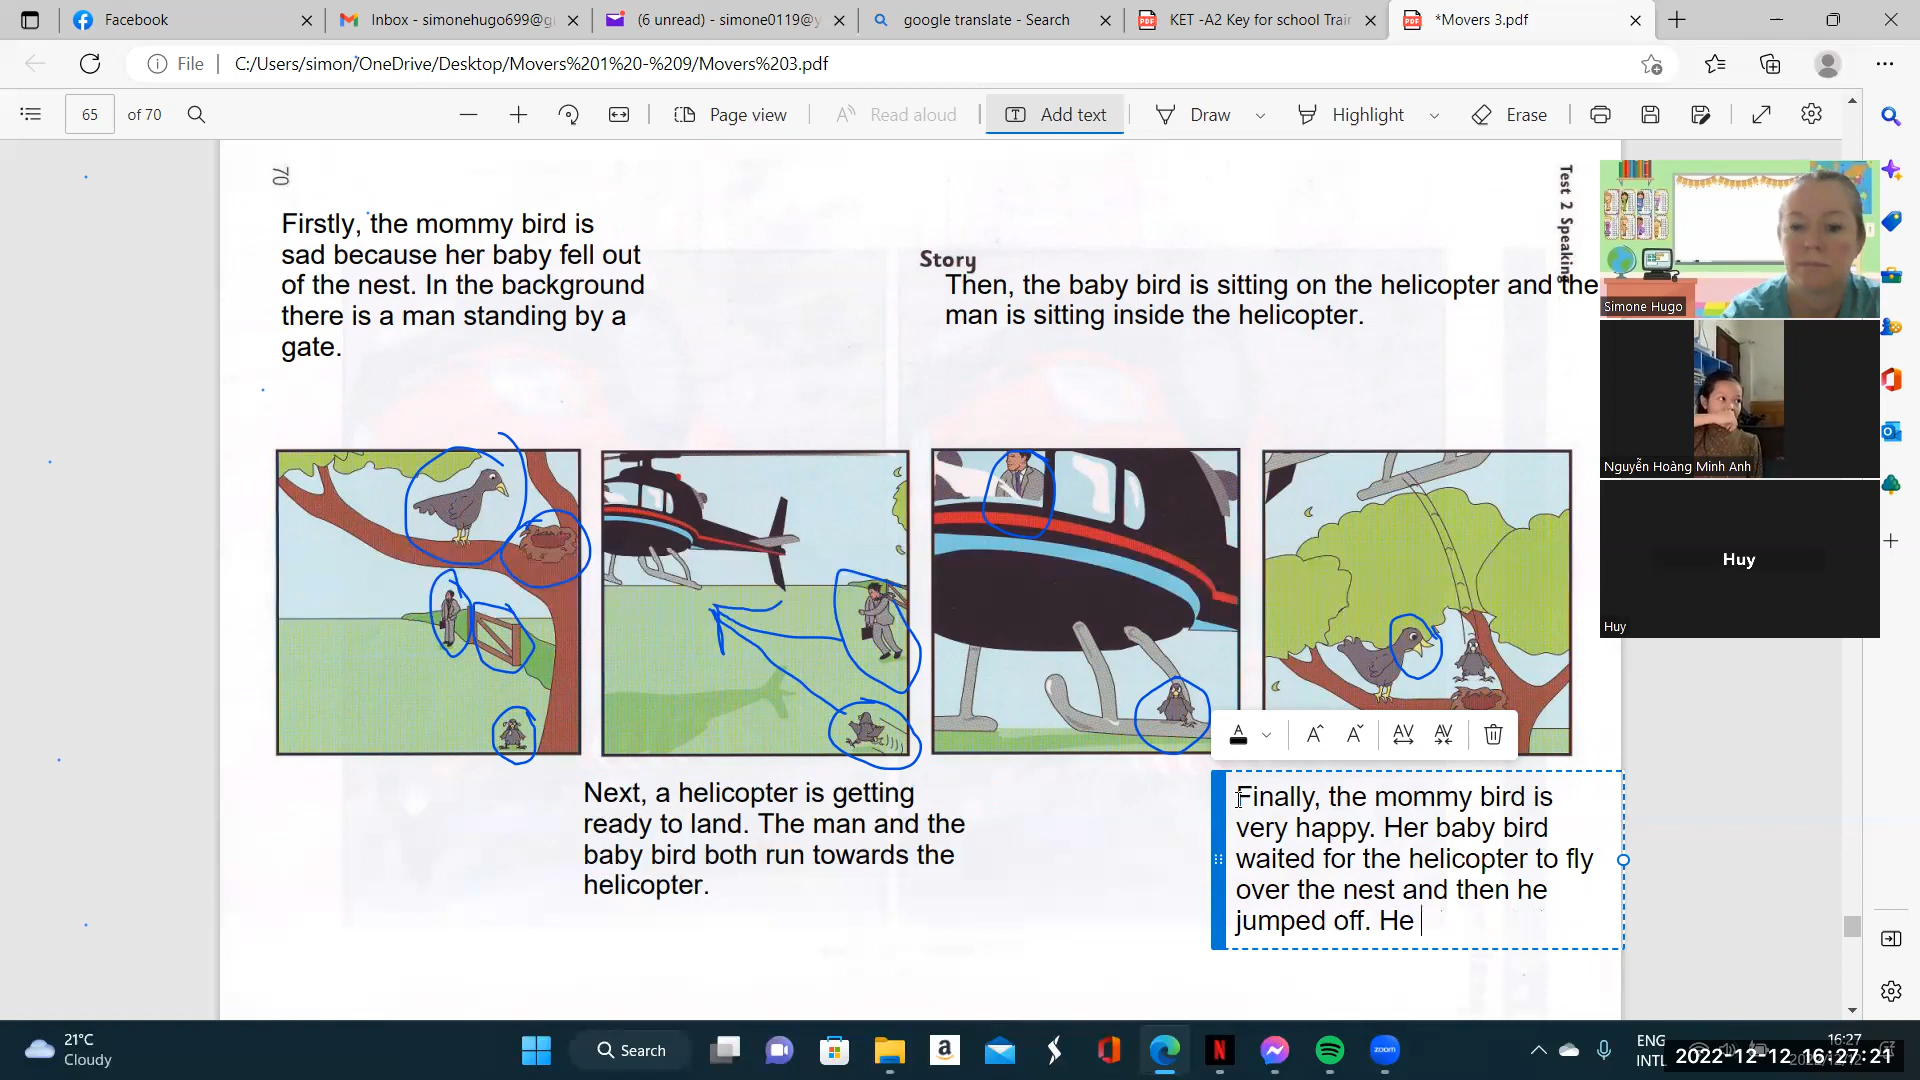 Facebook
Inbox - simonehugo699@g
(6 unread) - simone0119@y
google translate - Search
KET -A2 Key for school Trai
*Movers 3.pdf
File
C:/Users/simon/OneDrive/Desktop/Movers%201%20-%209/Movers%203.pdf
65
of 70
Page view
Read aloud
Add text
Draw
Highlight
Erase
70
Test 2 Speaking
Firstly, the mommy bird is
sad because her baby fell out
of the nest. In the background
there is a man standing by a
gate.
Story
Then, the baby bird is sitting on the helicopter and the
man is sitting inside the helicopter.
Next, a helicopter is getting
ready to land. The man and the
baby bird both run towards the
helicopter.
Finally, the mommy bird is
very happy. Her baby bird
waited for the helicopter to fly
over the nest and then he
jumped off. He
Simone Hugo
Nguyễn Hoàng Minh Anh
Huy
Huy
21°C
Cloudy
Search
zoom
ENG
INTL
16:27
2022-12-12 16:27:21